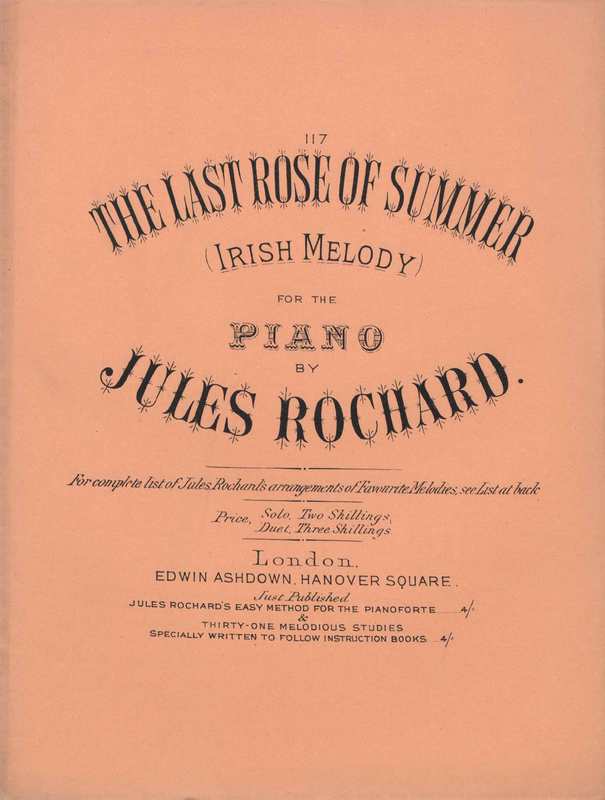 117
THE LAST ROSE OF SUMMER
(IRISH MELODY)
FOR THE
PIANO
BY
JULES ROCHARD.
For complete list of Jules Rochard's arrangements of Favourite Melodies, see List at back
Price, Solo, Two Shillings,
Duet, Three Shillings
London.
EDWIN ASHDOWN, HANOVER SQUARE.
Just Published
JULES ROCHARD'S EASY METHOD FOR THE PIANOFORTE ...... 4/-
&
THIRTY-ONE MELODIOUS STUDIES
SPECIALLY WRITTEN TO FOLLOW INSTRUCTION BOOKS .... 4/-